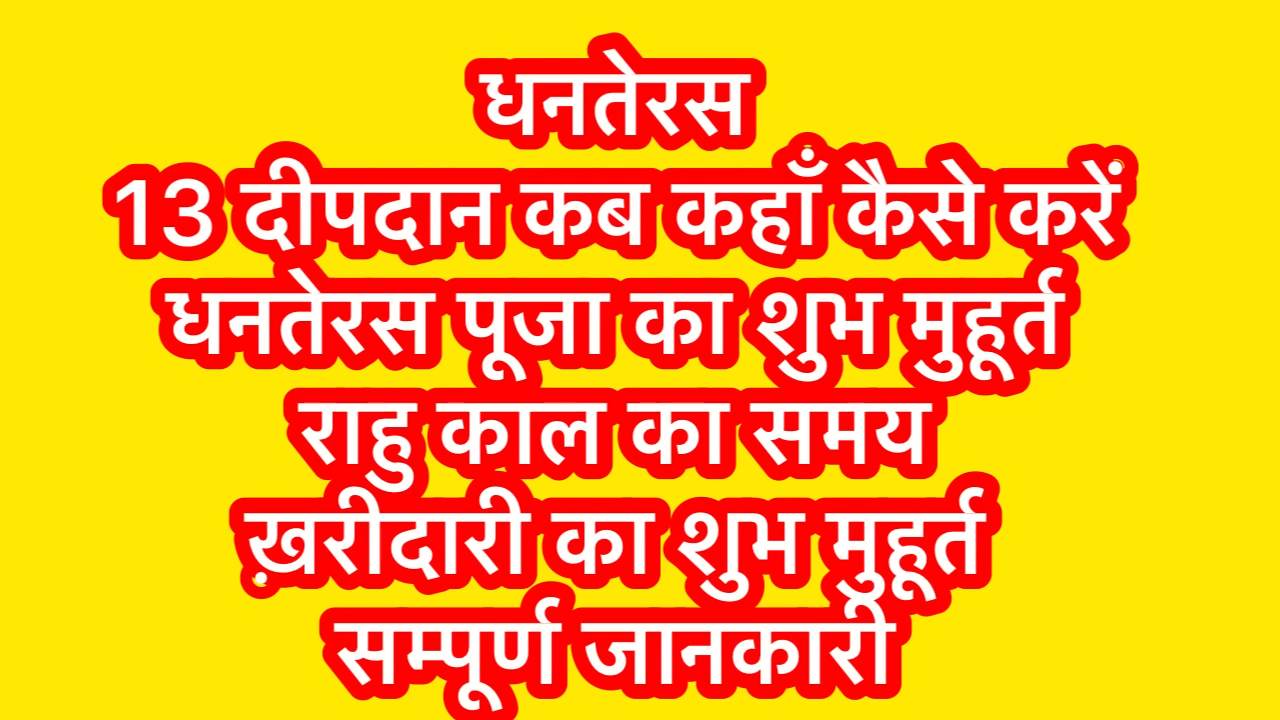 धनतेरस
13 दीपदान कब कहाँ कैसे करें
धनतेरस पूजा का शुभ मुहूर्त
राहु काल का समय
ख़रीदारी का शुभ मुहूर्त
सम्पूर्ण जानकारी